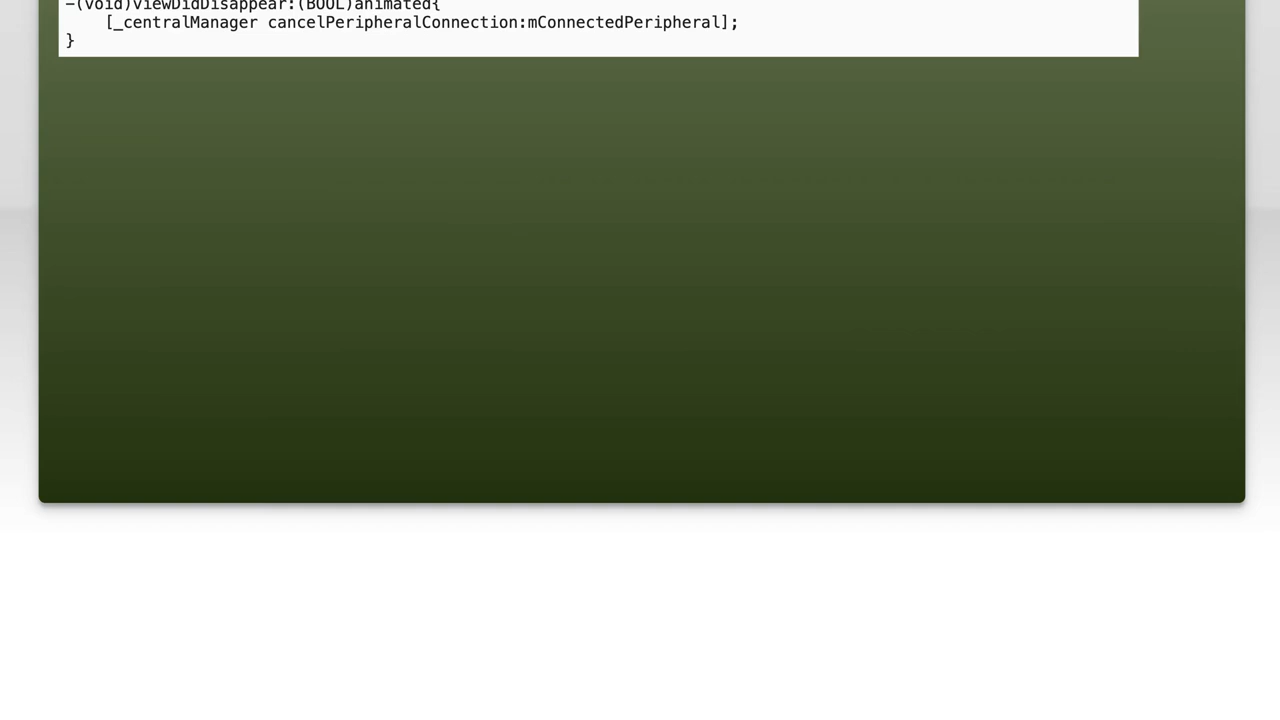 -(void)viewDidDisappear:(BOOL)animated{
    [_centralManager cancelPeripheralConnection:mConnectedPeripheral];
}